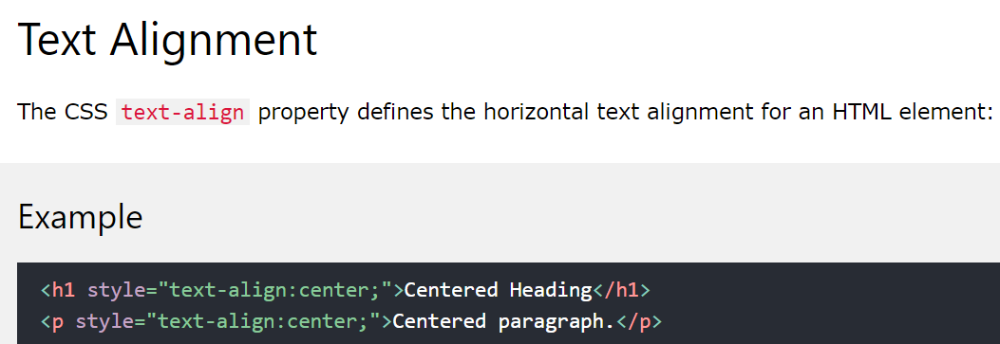 Text Alignment
The CSS text-align property defines the horizontal text alignment for an HTML element:
Example
<h1 style="text-align:center;">Centered Heading</h1>
<p style="text-align:center;">Centered paragraph.</p>